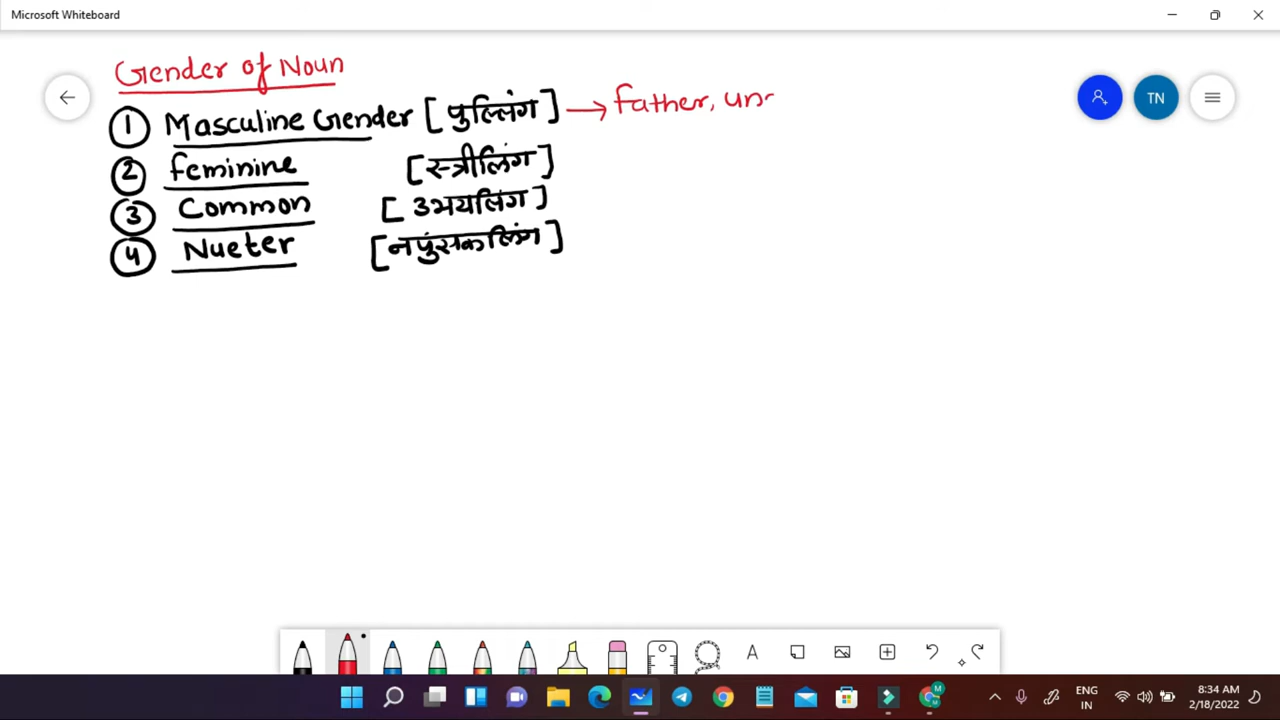 Microsoft Whiteboard
Gender of Noun
1 Masculine Gender [पुल्लिंग] → Father, un
2 Feminine [स्त्रीलिंग]
3 Common [उभयलिंग]
4 Nueter [नपुंसकलिंग]
TN
A
M
ENG
IN
8:34 AM
2/18/2022